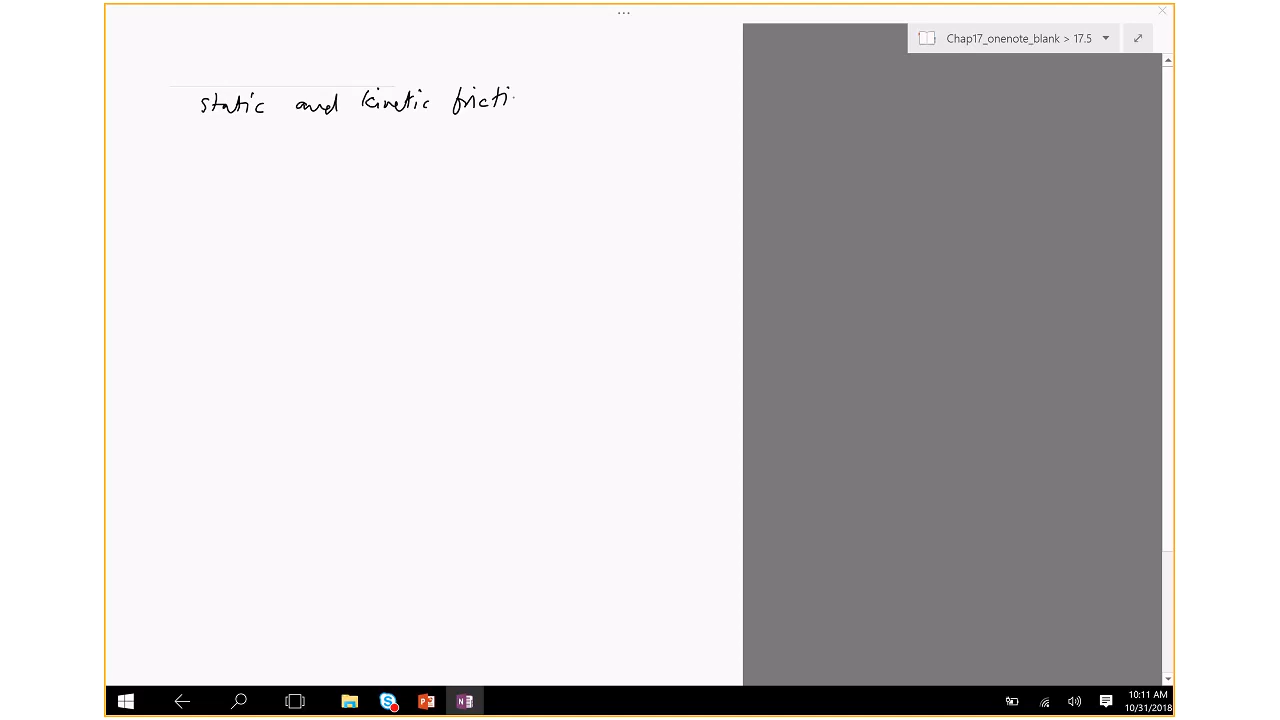 ...
Chap17_onenote_blank > 17.5
static and kinetic fricti
10:11 AM
10/31/2018